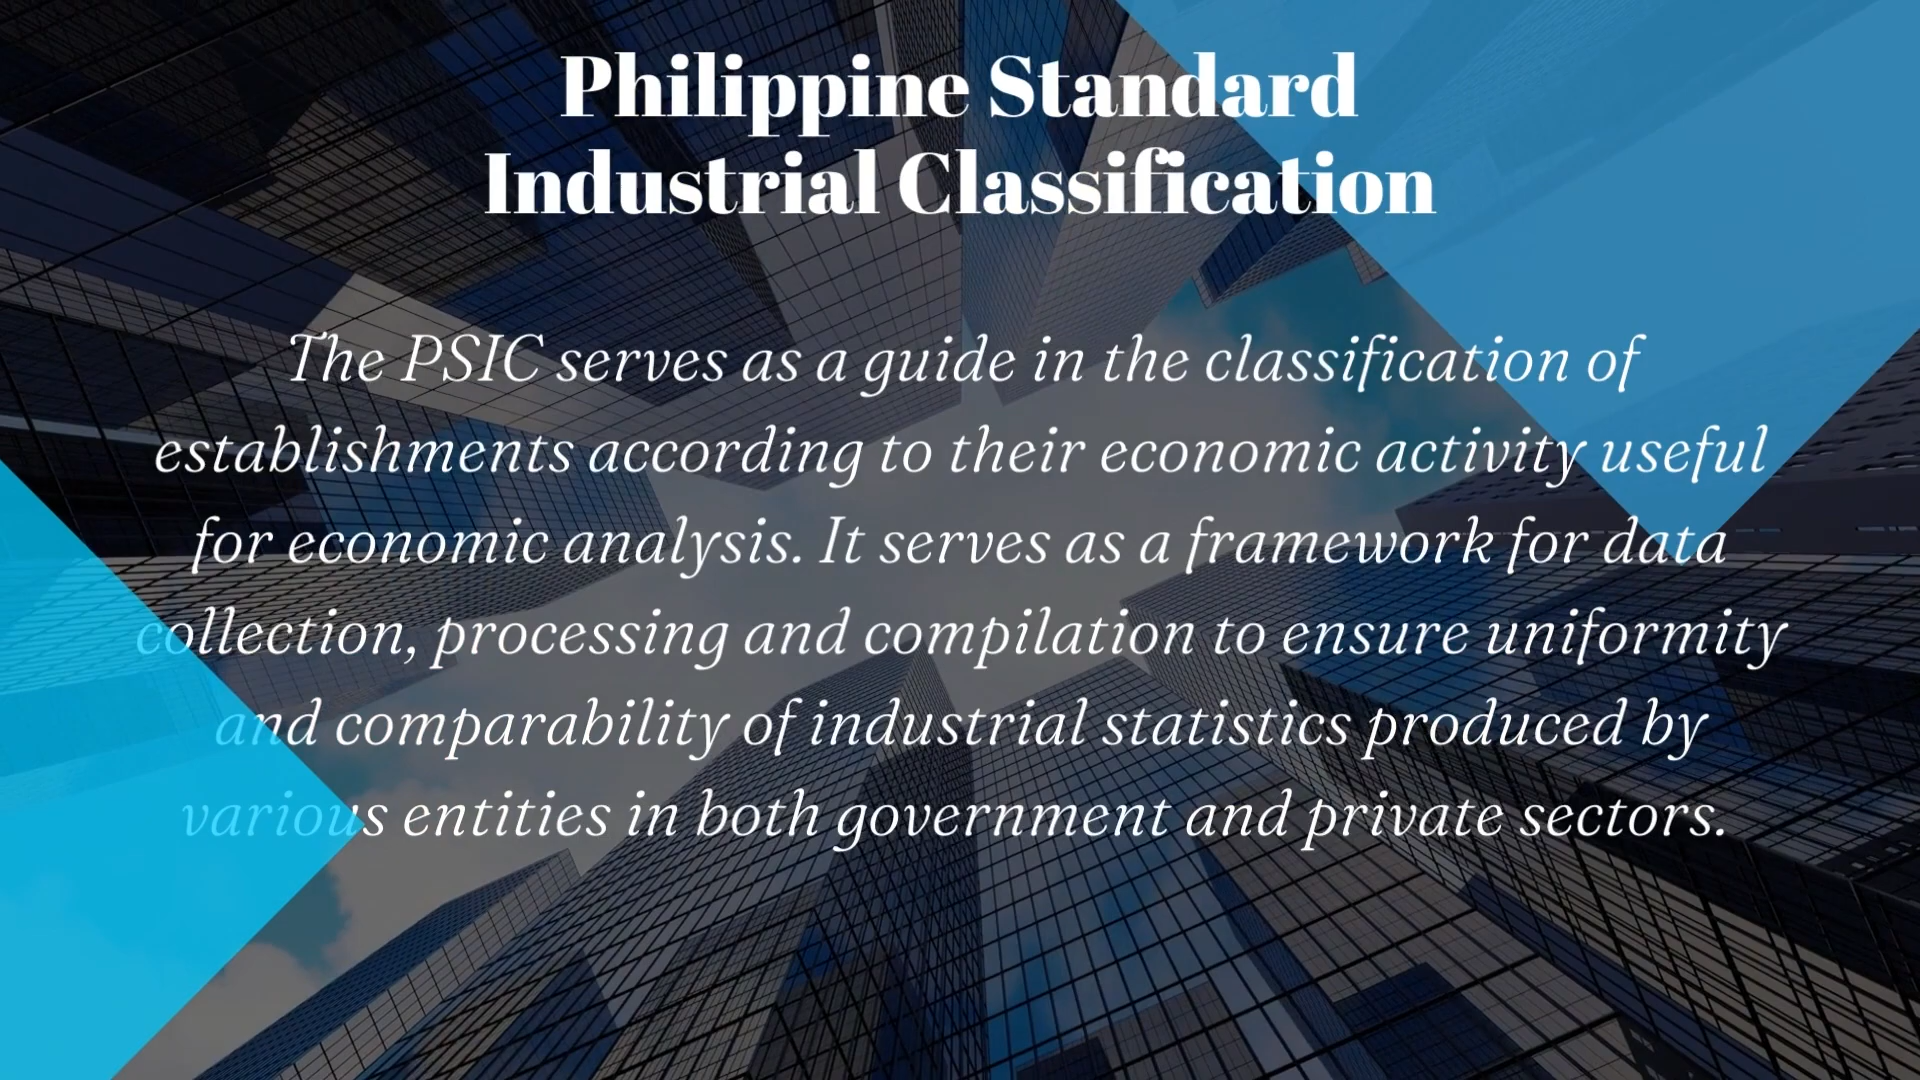 Philippine Standard
Industrial Classification
The PSIC serves as a guide in the classification of
establishments according to their economic activity useful
for economic analysis. It serves as a framework for data
collection, processing and compilation to ensure uniformity
and comparability of industrial statistics produced by
various entities in both government and private sectors.